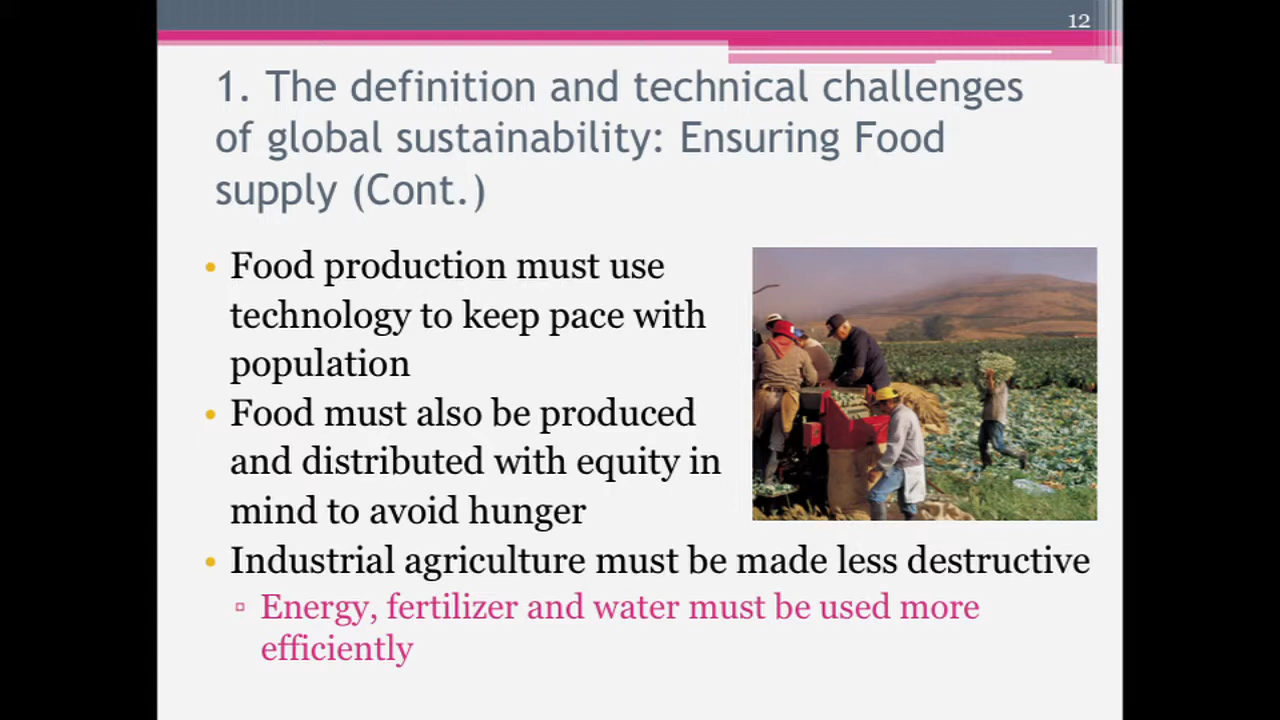 12
1. The definition and technical challenges
of global sustainability: Ensuring Food
supply (Cont.)
• Food production must use
technology to keep pace with
population
• Food must also be produced
and distributed with equity in
mind to avoid hunger
• Industrial agriculture must be made less destructive
▫ Energy, fertilizer and water must be used more
efficiently